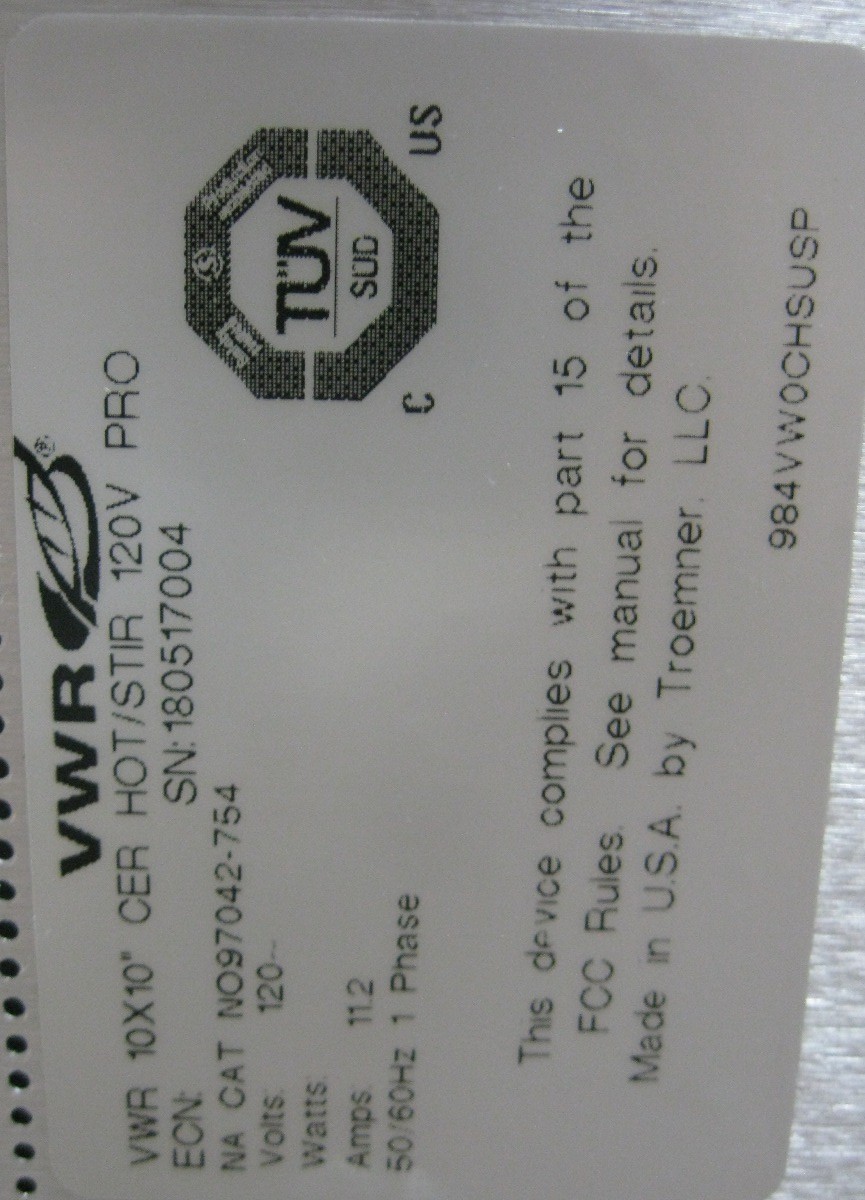 VWR®
VWR 10X10" CER HOT/STIR 120V PRO
ECN: SN:180517004
NA CAT NO97042-754
Volts: 120~
Watts:
Amps: 11.2
50/60Hz 1 Phase
TÜV
SÜD
C US
This device complies with part 15 of the
FCC Rules. See manual for details.
Made in U.S.A. by Troemner, LLC.
984VW0CHSUSP